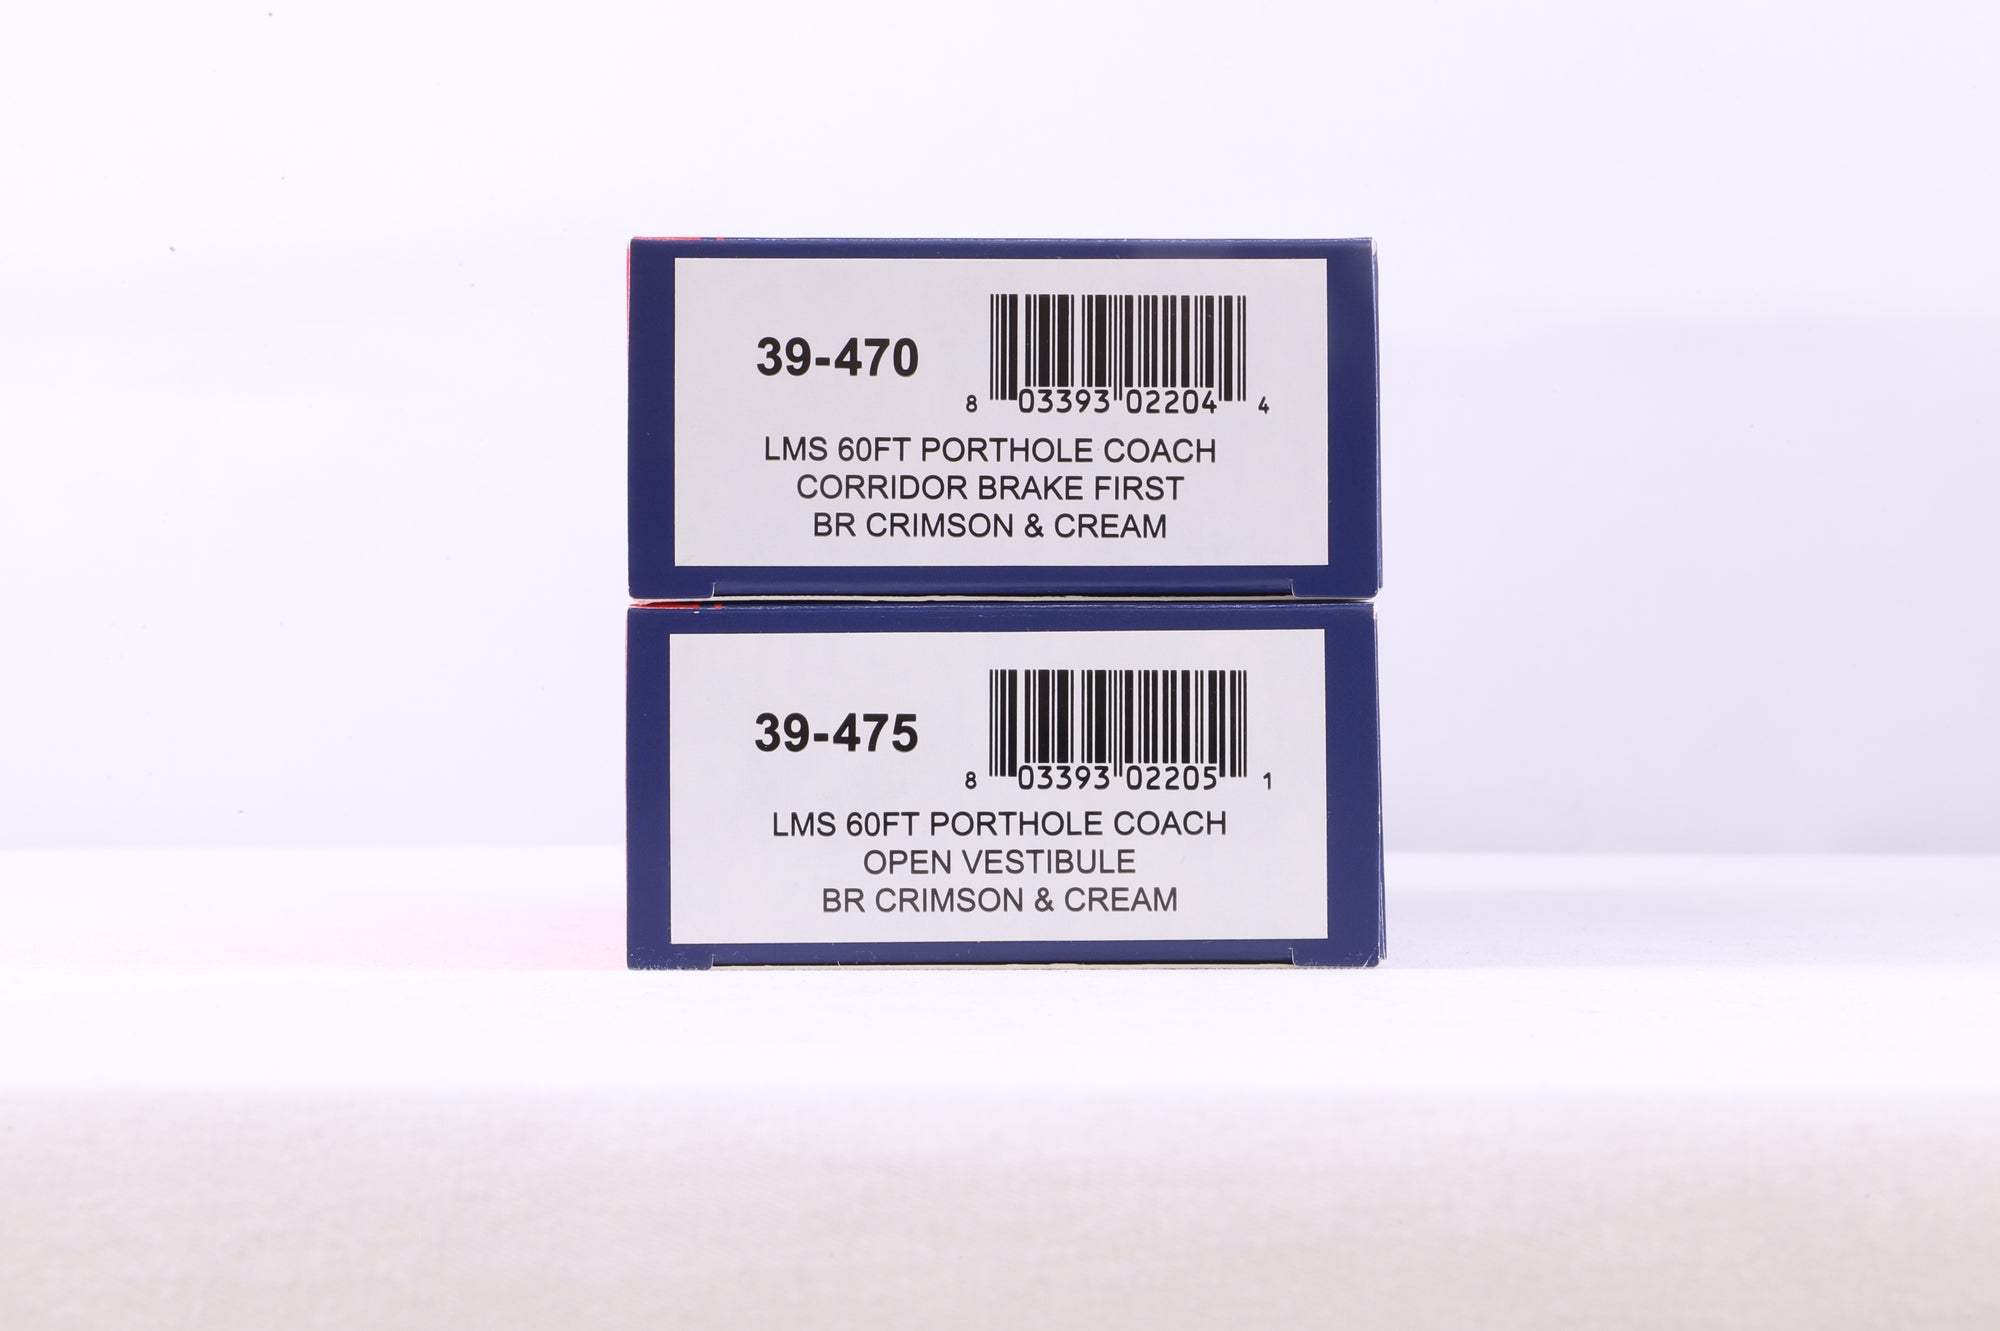 39-470
8 03393 02204 4
LMS 60FT PORTHOLE COACH
CORRIDOR BRAKE FIRST
BR CRIMSON & CREAM
39-475
8 03393 02205 1
LMS 60FT PORTHOLE COACH
OPEN VESTIBULE
BR CRIMSON & CREAM